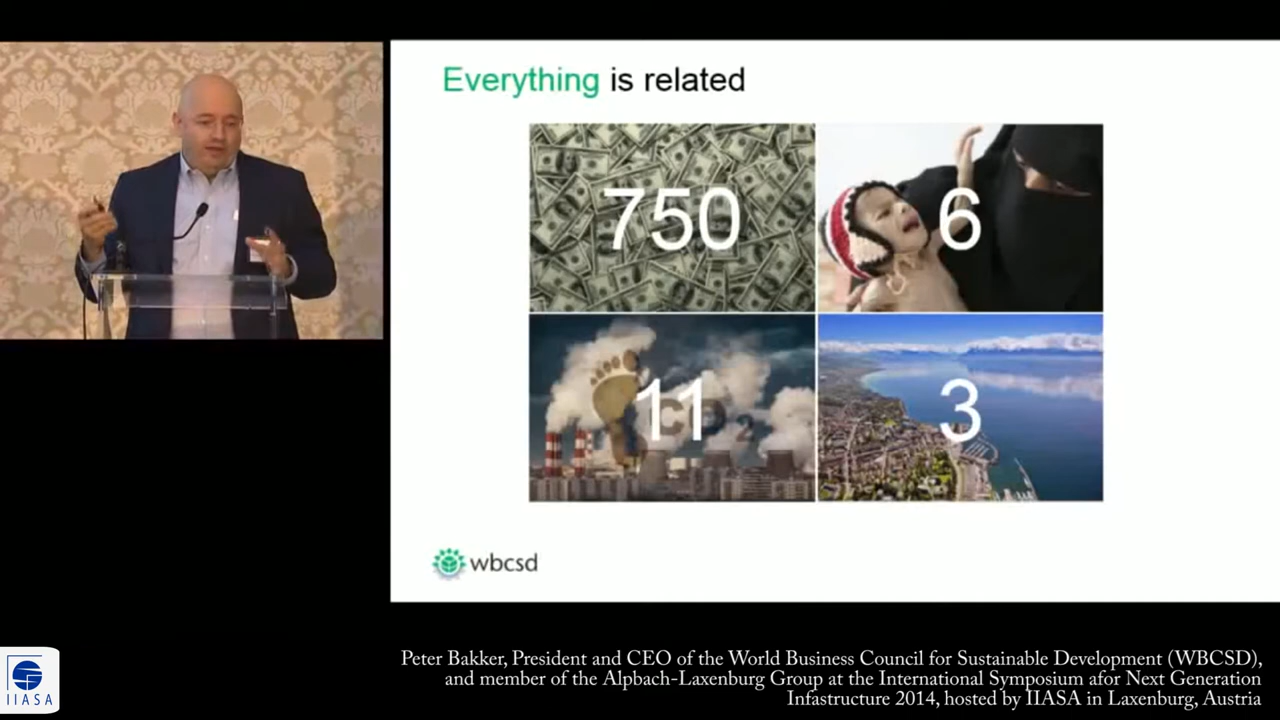 Everything is related
750
6
11
CO2
3
wbcsd
IIASA
Peter Bakker, President and CEO of the World Business Council for Sustainable Development (WBCSD),
and member of the Alpbach-Laxenburg Group at the International Symposium afor Next Generation
Infastructure 2014, hosted by IIASA in Laxenburg, Austria